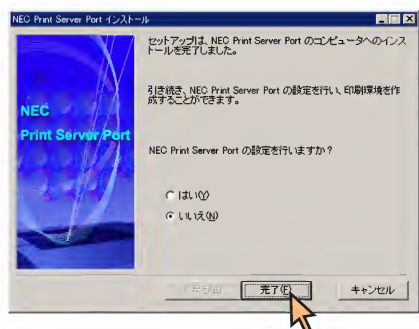 NEC Print Server Port インストール
セットアップは、NEC Print Server Port のコンピュータへのインス
トールを完了しました。
引き続き、NEC Print Server Port の設定を行い、印刷環境を作
成することができます。
NEC
Print Server Port
NEC Print Server Port の設定を行いますか？
はい(Y)
いいえ(N)
完了(F)
キャンセル